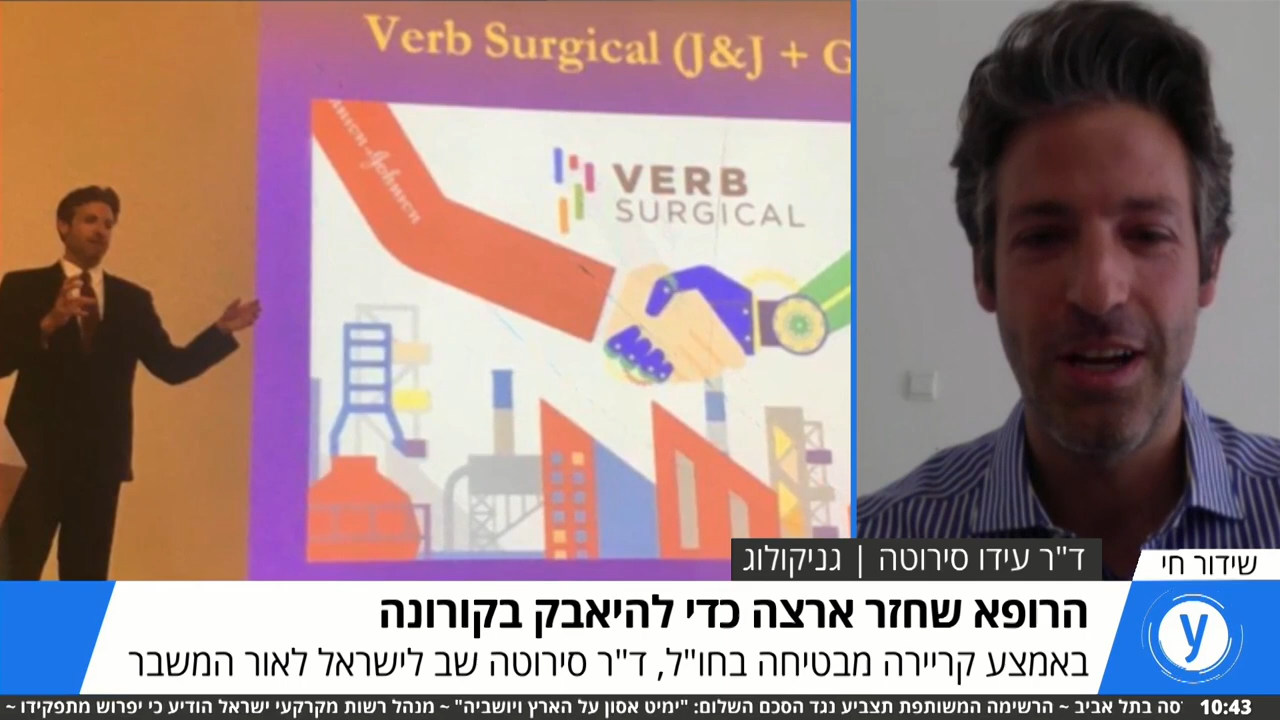 Verb Surgical (J&J + G
Johnson
VERB
SURGICAL
ד"ר עידו סירוטה | גניקולוג
שידור חי
הרופא שחזר ארצה כדי להיאבק בקורונה
באמצע קריירה מבטיחה בחו"ל, ד"ר סירוטה שב לישראל לאור המשבר
y
10:43 סה בתל אביב ~ הרשימה המשותפת תצביע נגד הסכם השלום: "ימיט אסון על הארץ ויושביה" ~ מנהל רשות מקרקעי ישראל הודיע כי יפרוש מתפקידו ~